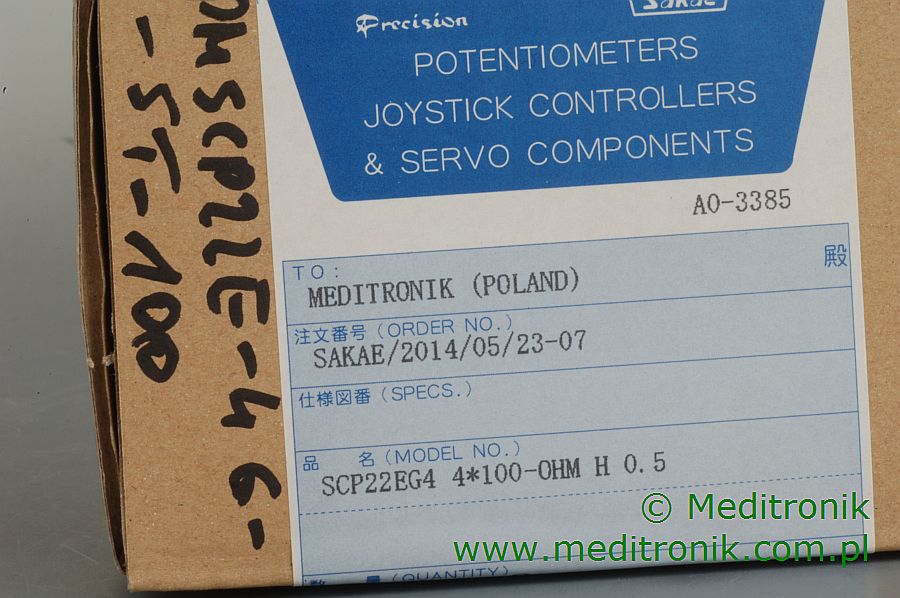 Precision
Sakae
POTENTIOMETERS
JOYSTICK CONTROLLERS
& SERVO COMPONENTS
AO-3385
TO:
殿
MEDITRONIK (POLAND)
注文番号(ORDER NO.)
SAKAE/2014/05/23-07
仕様図番(SPECS.)
品 名(MODEL NO.)
SCP22EG4 4*100-OHM H 0.5
(QUANTITY)
© Meditronik
www.meditronik.com.pl